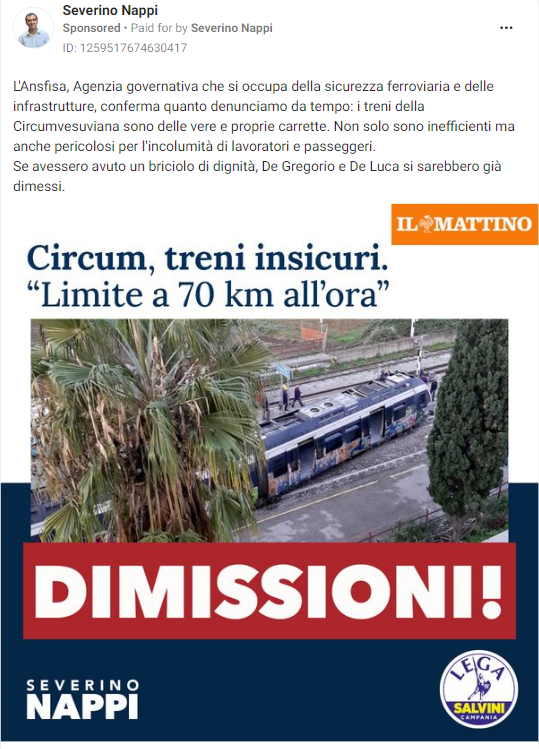 Severino Nappi
Sponsored • Paid for by Severino Nappi
ID: 1259517674630417
L'Ansfisa, Agenzia governativa che si occupa della sicurezza ferroviaria e delle
infrastrutture, conferma quanto denunciamo da tempo: i treni della
Circumvesuviana sono delle vere e proprie carrette. Non solo sono inefficienti ma
anche pericolosi per l'incolumità di lavoratori e passeggeri.
Se avessero avuto un briciolo di dignità, De Gregorio e De Luca si sarebbero già
dimessi.
IL MATTINO
Circum, treni insicuri.
“Limite a 70 km all’ora”
DIMISSIONI!
SEVERINO
NAPPI
LEGA
SALVINI
CAMPANIA